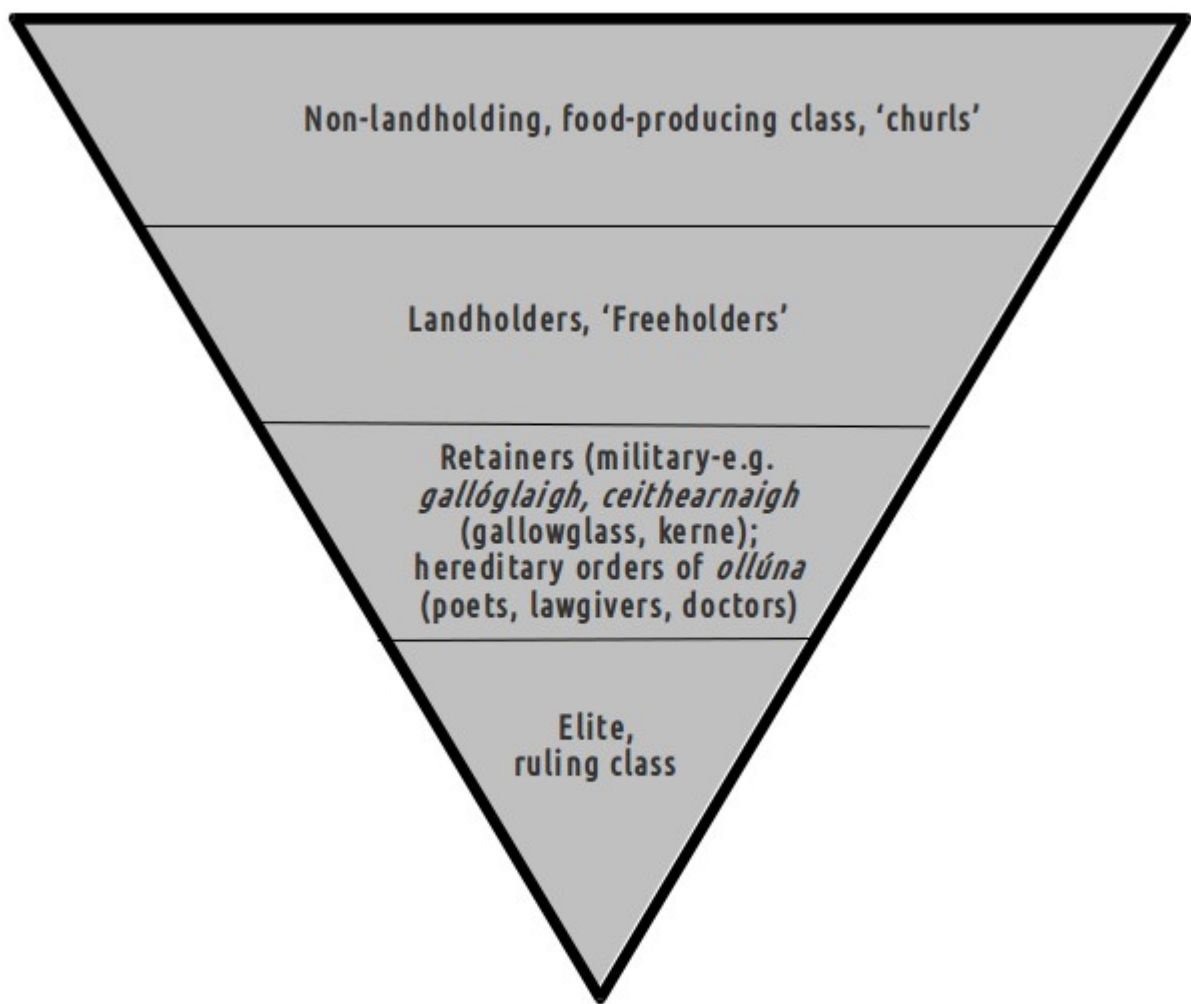 Non-landholding, food-producing class, ‘churls’
Landholders, ‘Freeholders’
Retainers (military-e.g.
gallóglaigh, ceithearnaigh
(gallowglass, kerne);
hereditary orders of ollúna
(poets, lawgivers, doctors)
Elite,
ruling class